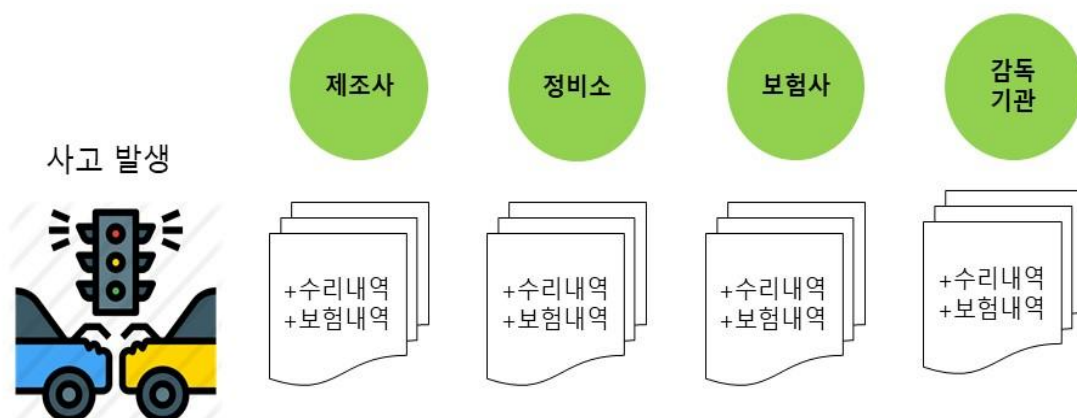 제조사
정비소
보험사
감독
기관
사고 발생
+수리내역
+보험내역
+수리내역
+보험내역
+수리내역
+보험내역
+수리내역
+보험내역